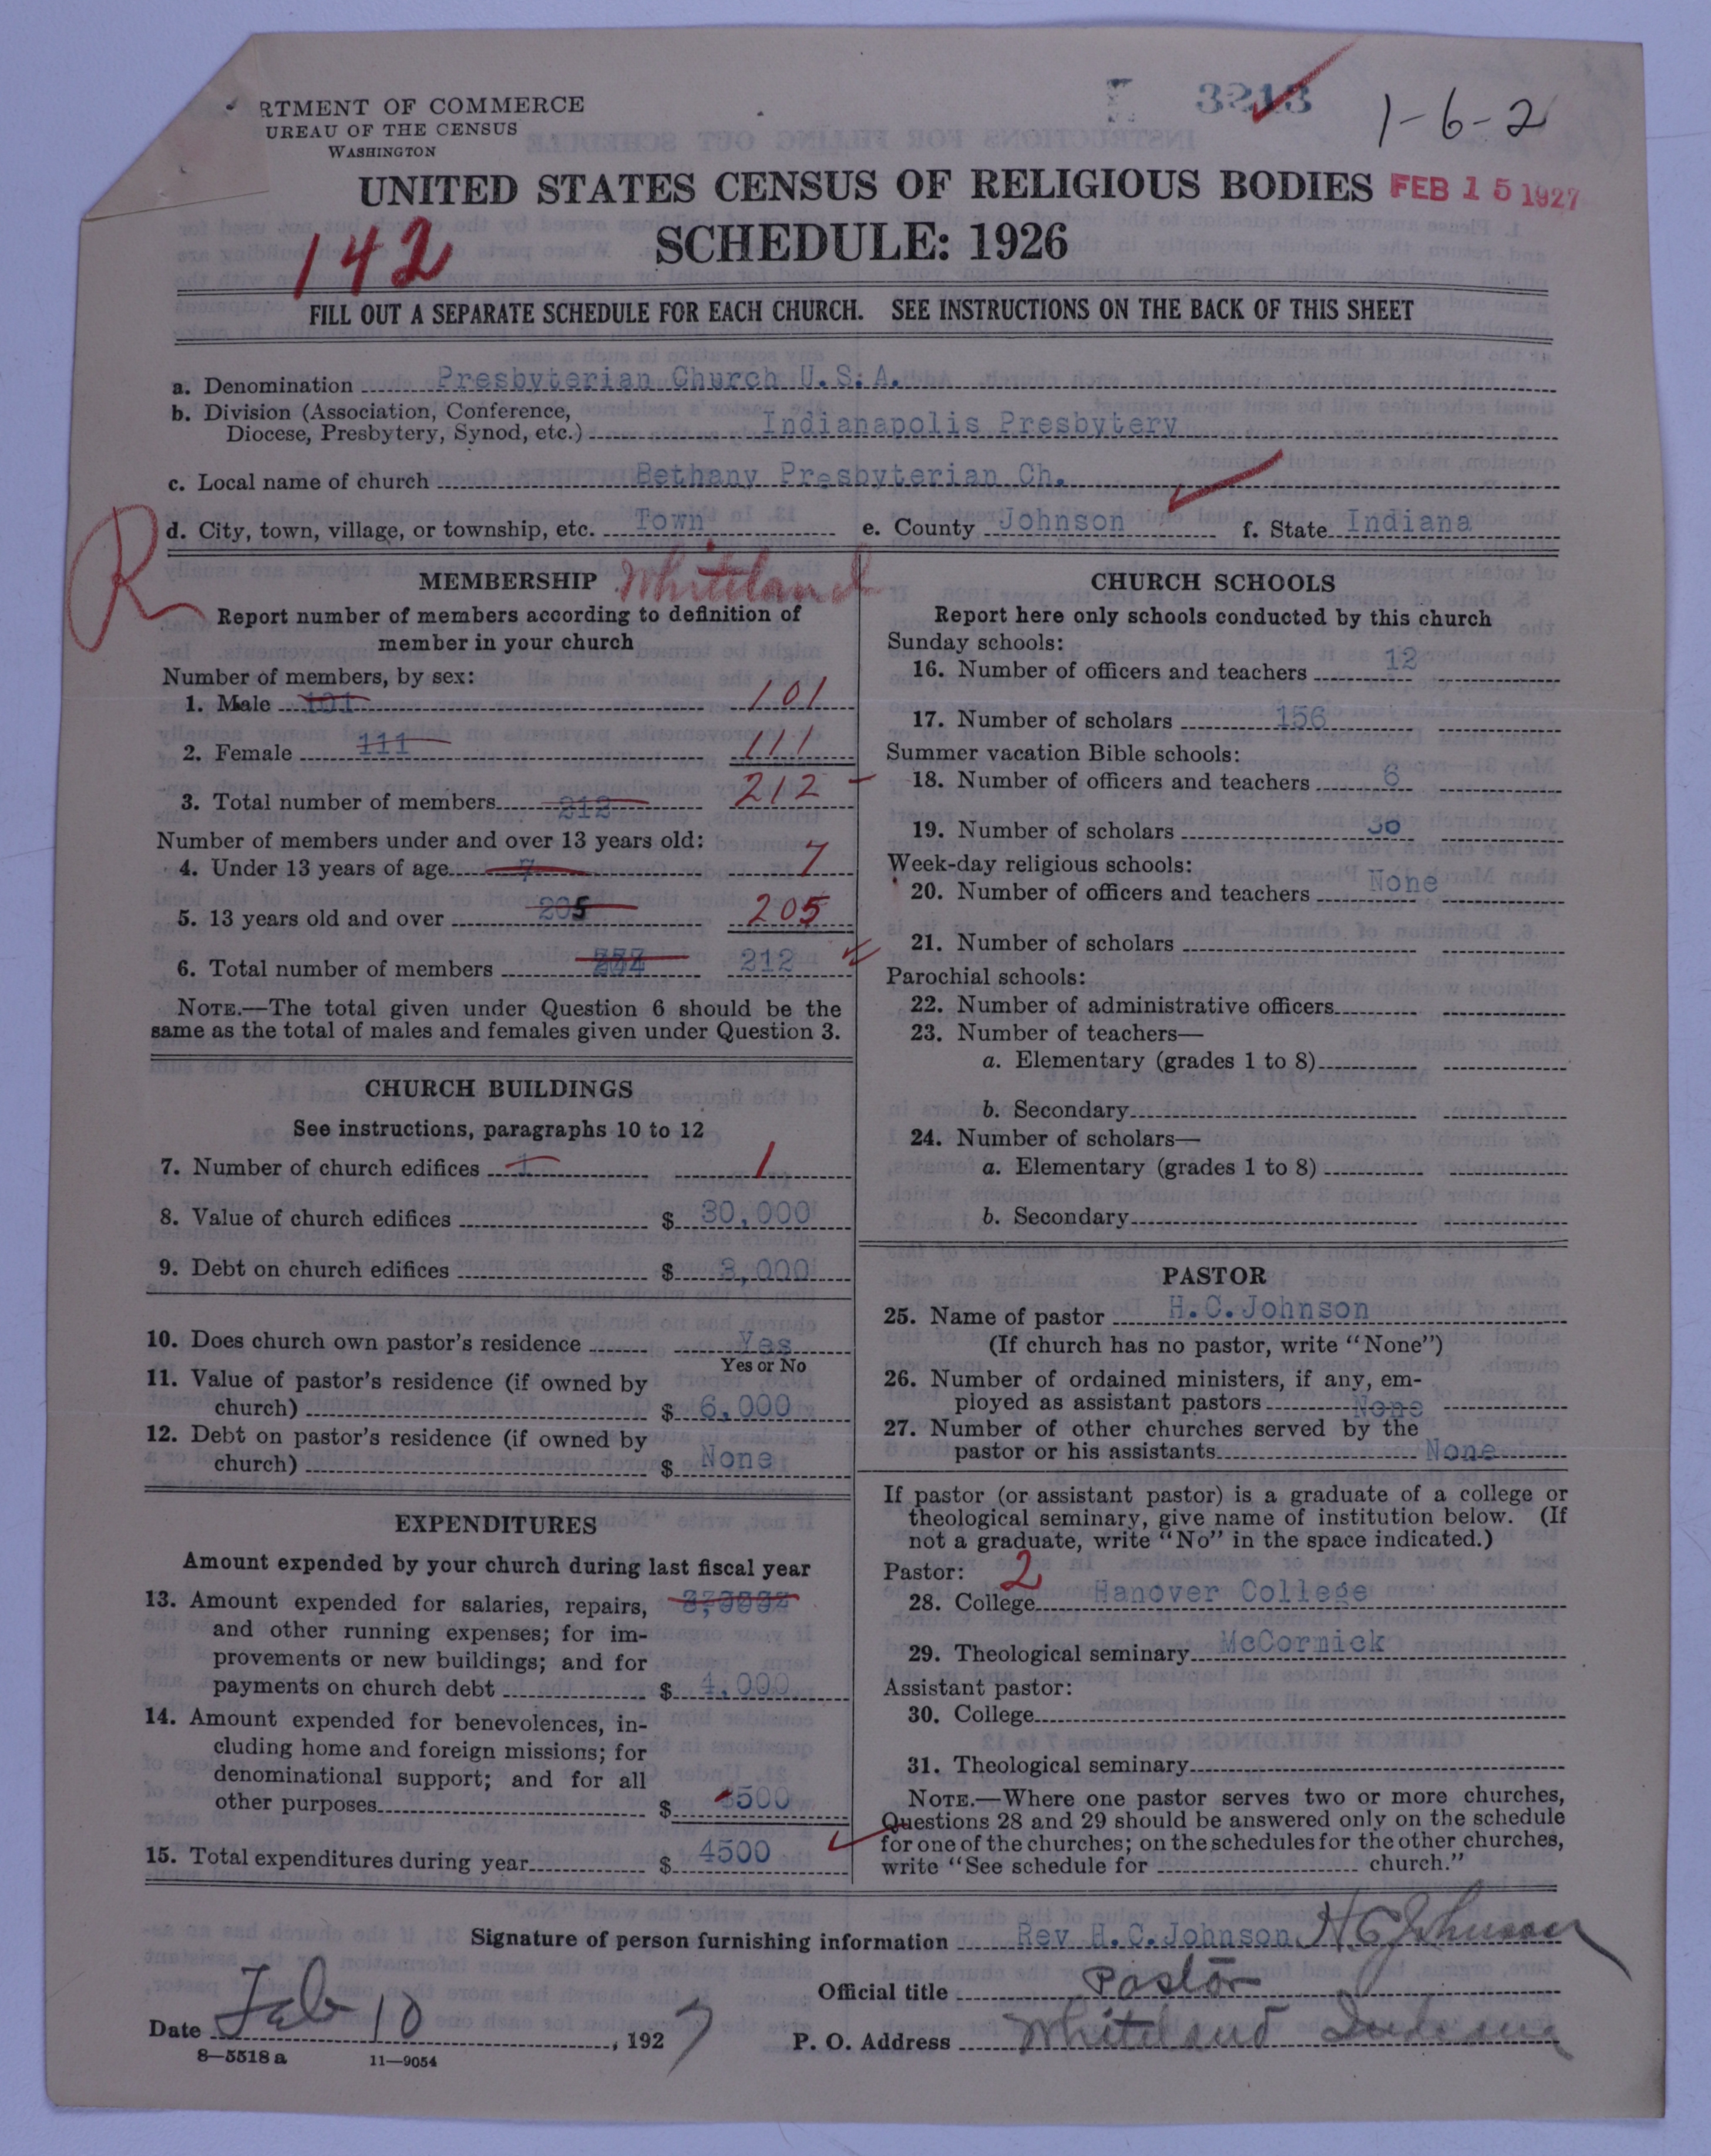 RTMENT OF COMMERCE
UREAU OF THE CENSUS
WASHINGTON
3213
1-6-2
UNITED STATES CENSUS OF RELIGIOUS BODIES
FEB 15 1927
142
SCHEDULE: 1926
FILL OUT A SEPARATE SCHEDULE FOR EACH CHURCH. SEE INSTRUCTIONS ON THE BACK OF THIS SHEET
a. Denomination Presbyterian Church U.S.A.
b. Division (Association, Conference,
Diocese, Presbytery, Synod, etc.) Indianapolis Presbytery
c. Local name of church Bethany Presbyterian Ch.
R
d. City, town, village, or township, etc. Town e. County Johnson f. State Indiana
MEMBERSHIP Whiteland
Report number of members according to definition of
member in your church
Number of members, by sex:
1. Male 101 101
2. Female 111 111
3. Total number of members 212 212
Number of members under and over 13 years old:
4. Under 13 years of age 7 7
5. 13 years old and over 205 205
6. Total number of members 212
NOTE.—The total given under Question 6 should be the
same as the total of males and females given under Question 3.
CHURCH BUILDINGS
See instructions, paragraphs 10 to 12
7. Number of church edifices 1 1
8. Value of church edifices $ 30,000
9. Debt on church edifices $ 3,000
10. Does church own pastor's residence Yes
Yes or No
11. Value of pastor's residence (if owned by
church) $ 6,000
12. Debt on pastor's residence (if owned by
church) $ None
EXPENDITURES
Amount expended by your church during last fiscal year
13. Amount expended for salaries, repairs,
and other running expenses; for im-
provements or new buildings; and for
payments on church debt $ 4,000
14. Amount expended for benevolences, in-
cluding home and foreign missions; for
denominational support; and for all
other purposes $ 500
15. Total expenditures during year $ 4500
CHURCH SCHOOLS
Report here only schools conducted by this church
Sunday schools:
16. Number of officers and teachers 12
17. Number of scholars 156
Summer vacation Bible schools:
18. Number of officers and teachers 6
19. Number of scholars
Week-day religious schools:
20. Number of officers and teachers None
21. Number of scholars
Parochial schools:
22. Number of administrative officers
23. Number of teachers—
a. Elementary (grades 1 to 8)
b. Secondary
24. Number of scholars—
a. Elementary (grades 1 to 8)
b. Secondary
PASTOR
25. Name of pastor H.C.Johnson
(If church has no pastor, write "None")
26. Number of ordained ministers, if any, em-
ployed as assistant pastors None
27. Number of other churches served by the
pastor or his assistants None
If pastor (or assistant pastor) is a graduate of a college or
theological seminary, give name of institution below. (If
not a graduate, write "No" in the space indicated.)
Pastor: 2
28. College Hanover College
29. Theological seminary McCormick
Assistant pastor:
30. College
31. Theological seminary
NOTE.—Where one pastor serves two or more churches,
Questions 28 and 29 should be answered only on the schedule
for one of the churches; on the schedules for the other churches,
write "See schedule for church."
Signature of person furnishing information Rev H.C.Johnson H C Johnson
Official title Pastor
Date Feb 10, 1927 P. O. Address Whiteland Indiana
8—5518 a 11—9054